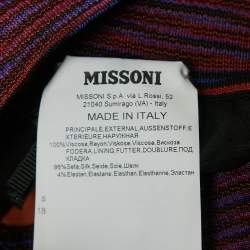 MISSONI
MISSONI S.p.A. via L. Rossi, 52
21040 Sumirago (VA) - Italy
MADE IN ITALY
PRINCIPALE,EXTERNAL,AUSSENSTOFF,E
XTERIEURE,НАРУЖНАЯ
100%Viscosa,Rayon,Viskose,Viscose,Вискоза
FODERA,LINING,FUTTER,DOUBLURE,ПОД
КЛАДКА
96%Seta,Silk,Seide,Soie,Шелк
4%Elastan,Elastane,Elasthan,Elasthanne,Эластан